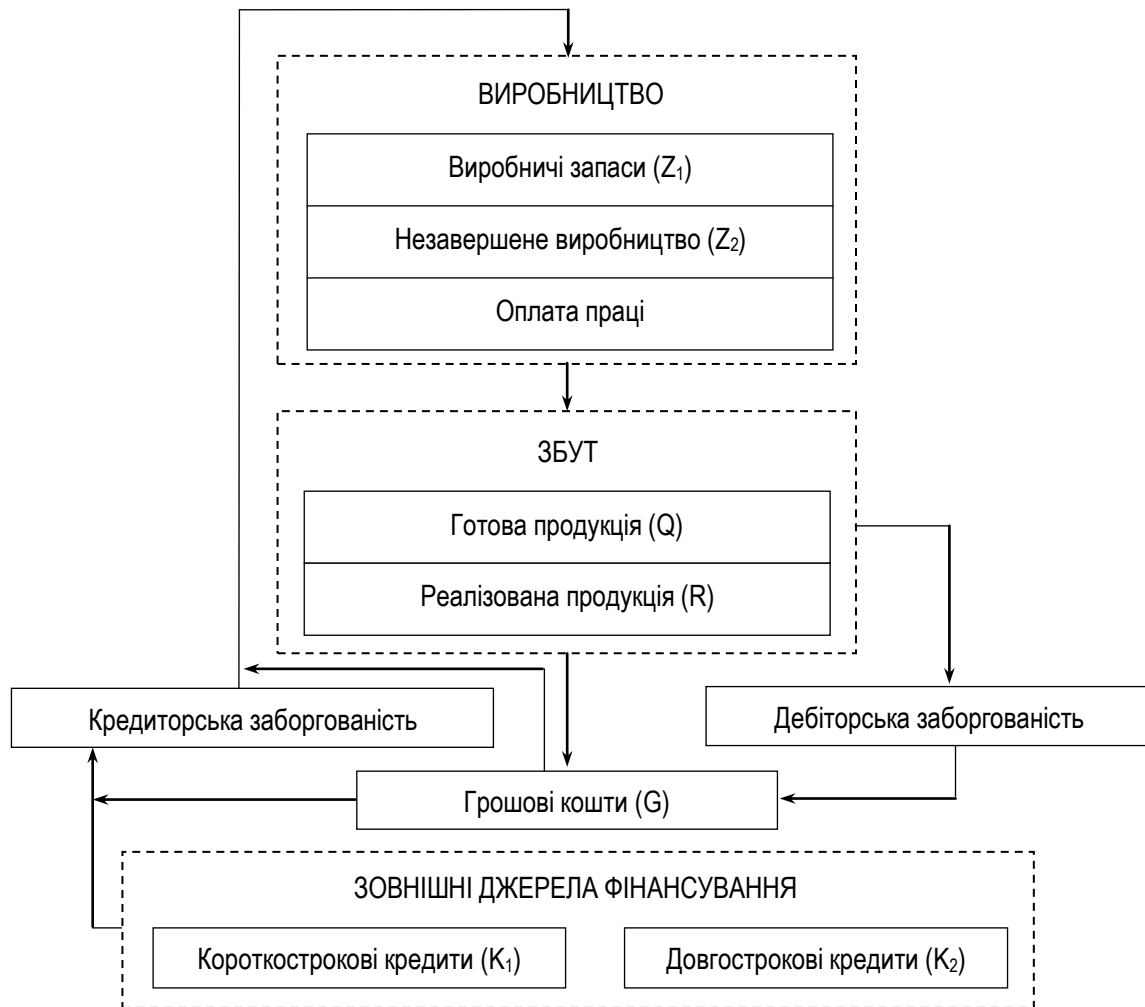 ВИРОБНИЦТВО
Виробничі запаси (Z₁)
Незавершене виробництво (Z₂)
Оплата праці
ЗБУТ
Готова продукція (Q)
Реалізована продукція (R)
Кредиторська заборгованість
Дебіторська заборгованість
Грошові кошти (G)
ЗОВНІШНІ ДЖЕРЕЛА ФІНАНСУВАННЯ
Короткострокові кредити (K₁)
Довгострокові кредити (K₂)